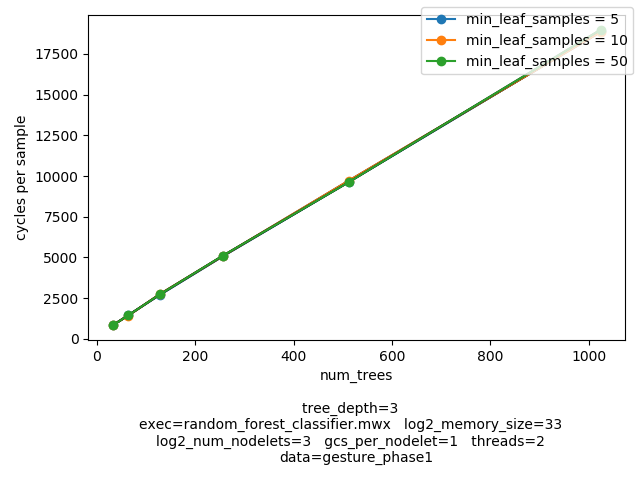 min_leaf_samples = 5
min_leaf_samples = 10
min_leaf_samples = 50
17500
15000
12500
10000
7500
5000
2500
0
cycles per sample
0 200 400 600 800 1000
num_trees
tree_depth=3
exec=random_forest_classifier.mwx log2_memory_size=33
log2_num_nodelets=3 gcs_per_nodelet=1 threads=2
data=gesture_phase1